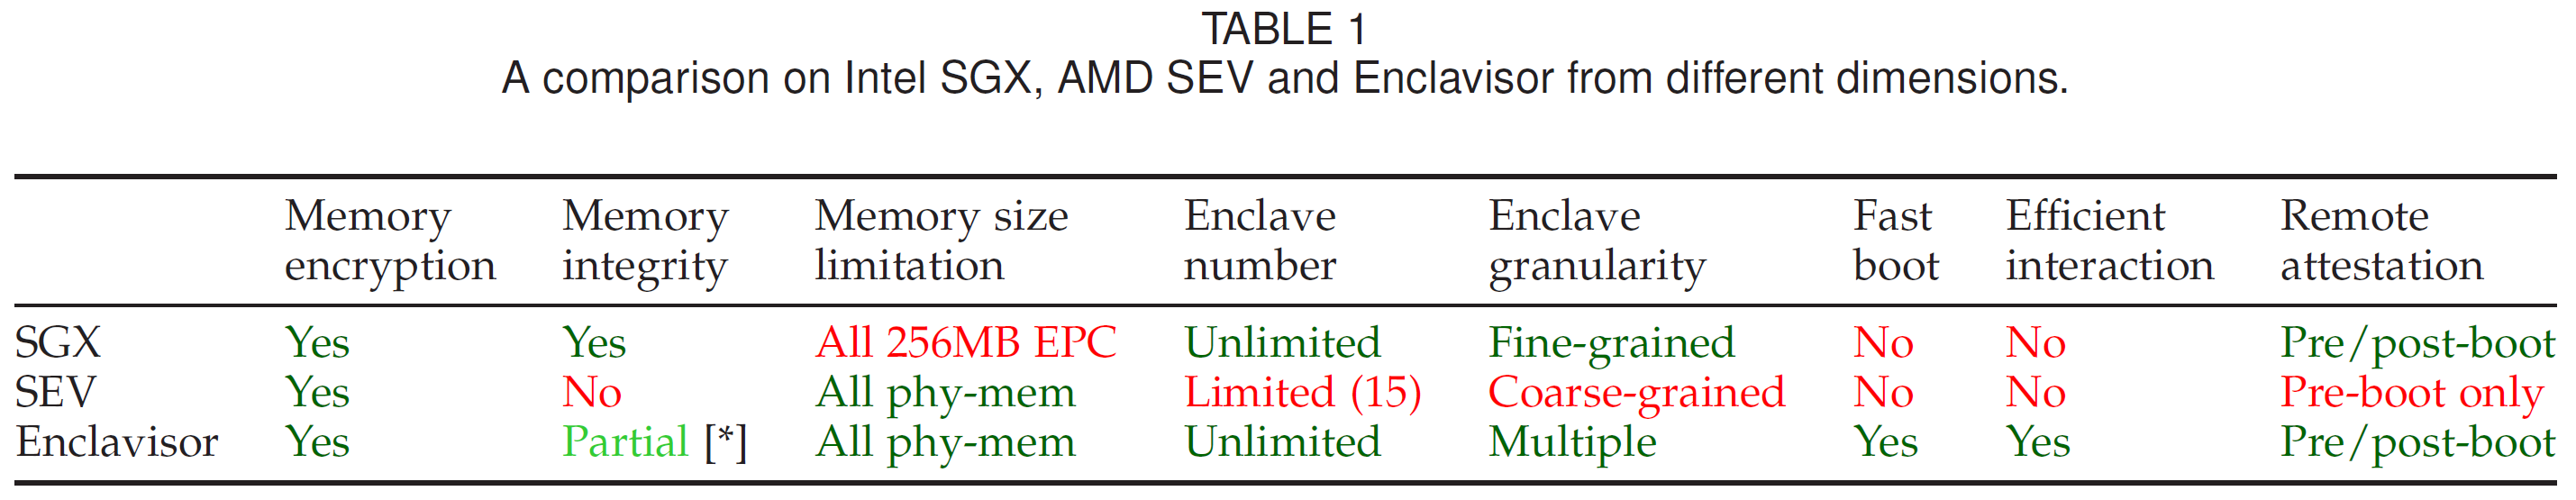 TABLE 1
A comparison on Intel SGX, AMD SEV and Enclavisor from different dimensions.
Memory Memory Memory size Enclave Enclave Fast Efficient Remote
encryption integrity limitation number granularity boot interaction attestation
SGX Yes Yes All 256MB EPC Unlimited Fine-grained No No Pre/post-boot
SEV Yes No All phy-mem Limited (15) Coarse-grained No No Pre-boot only
Enclavisor Yes Partial [*] All phy-mem Unlimited Multiple Yes Yes Pre/post-boot